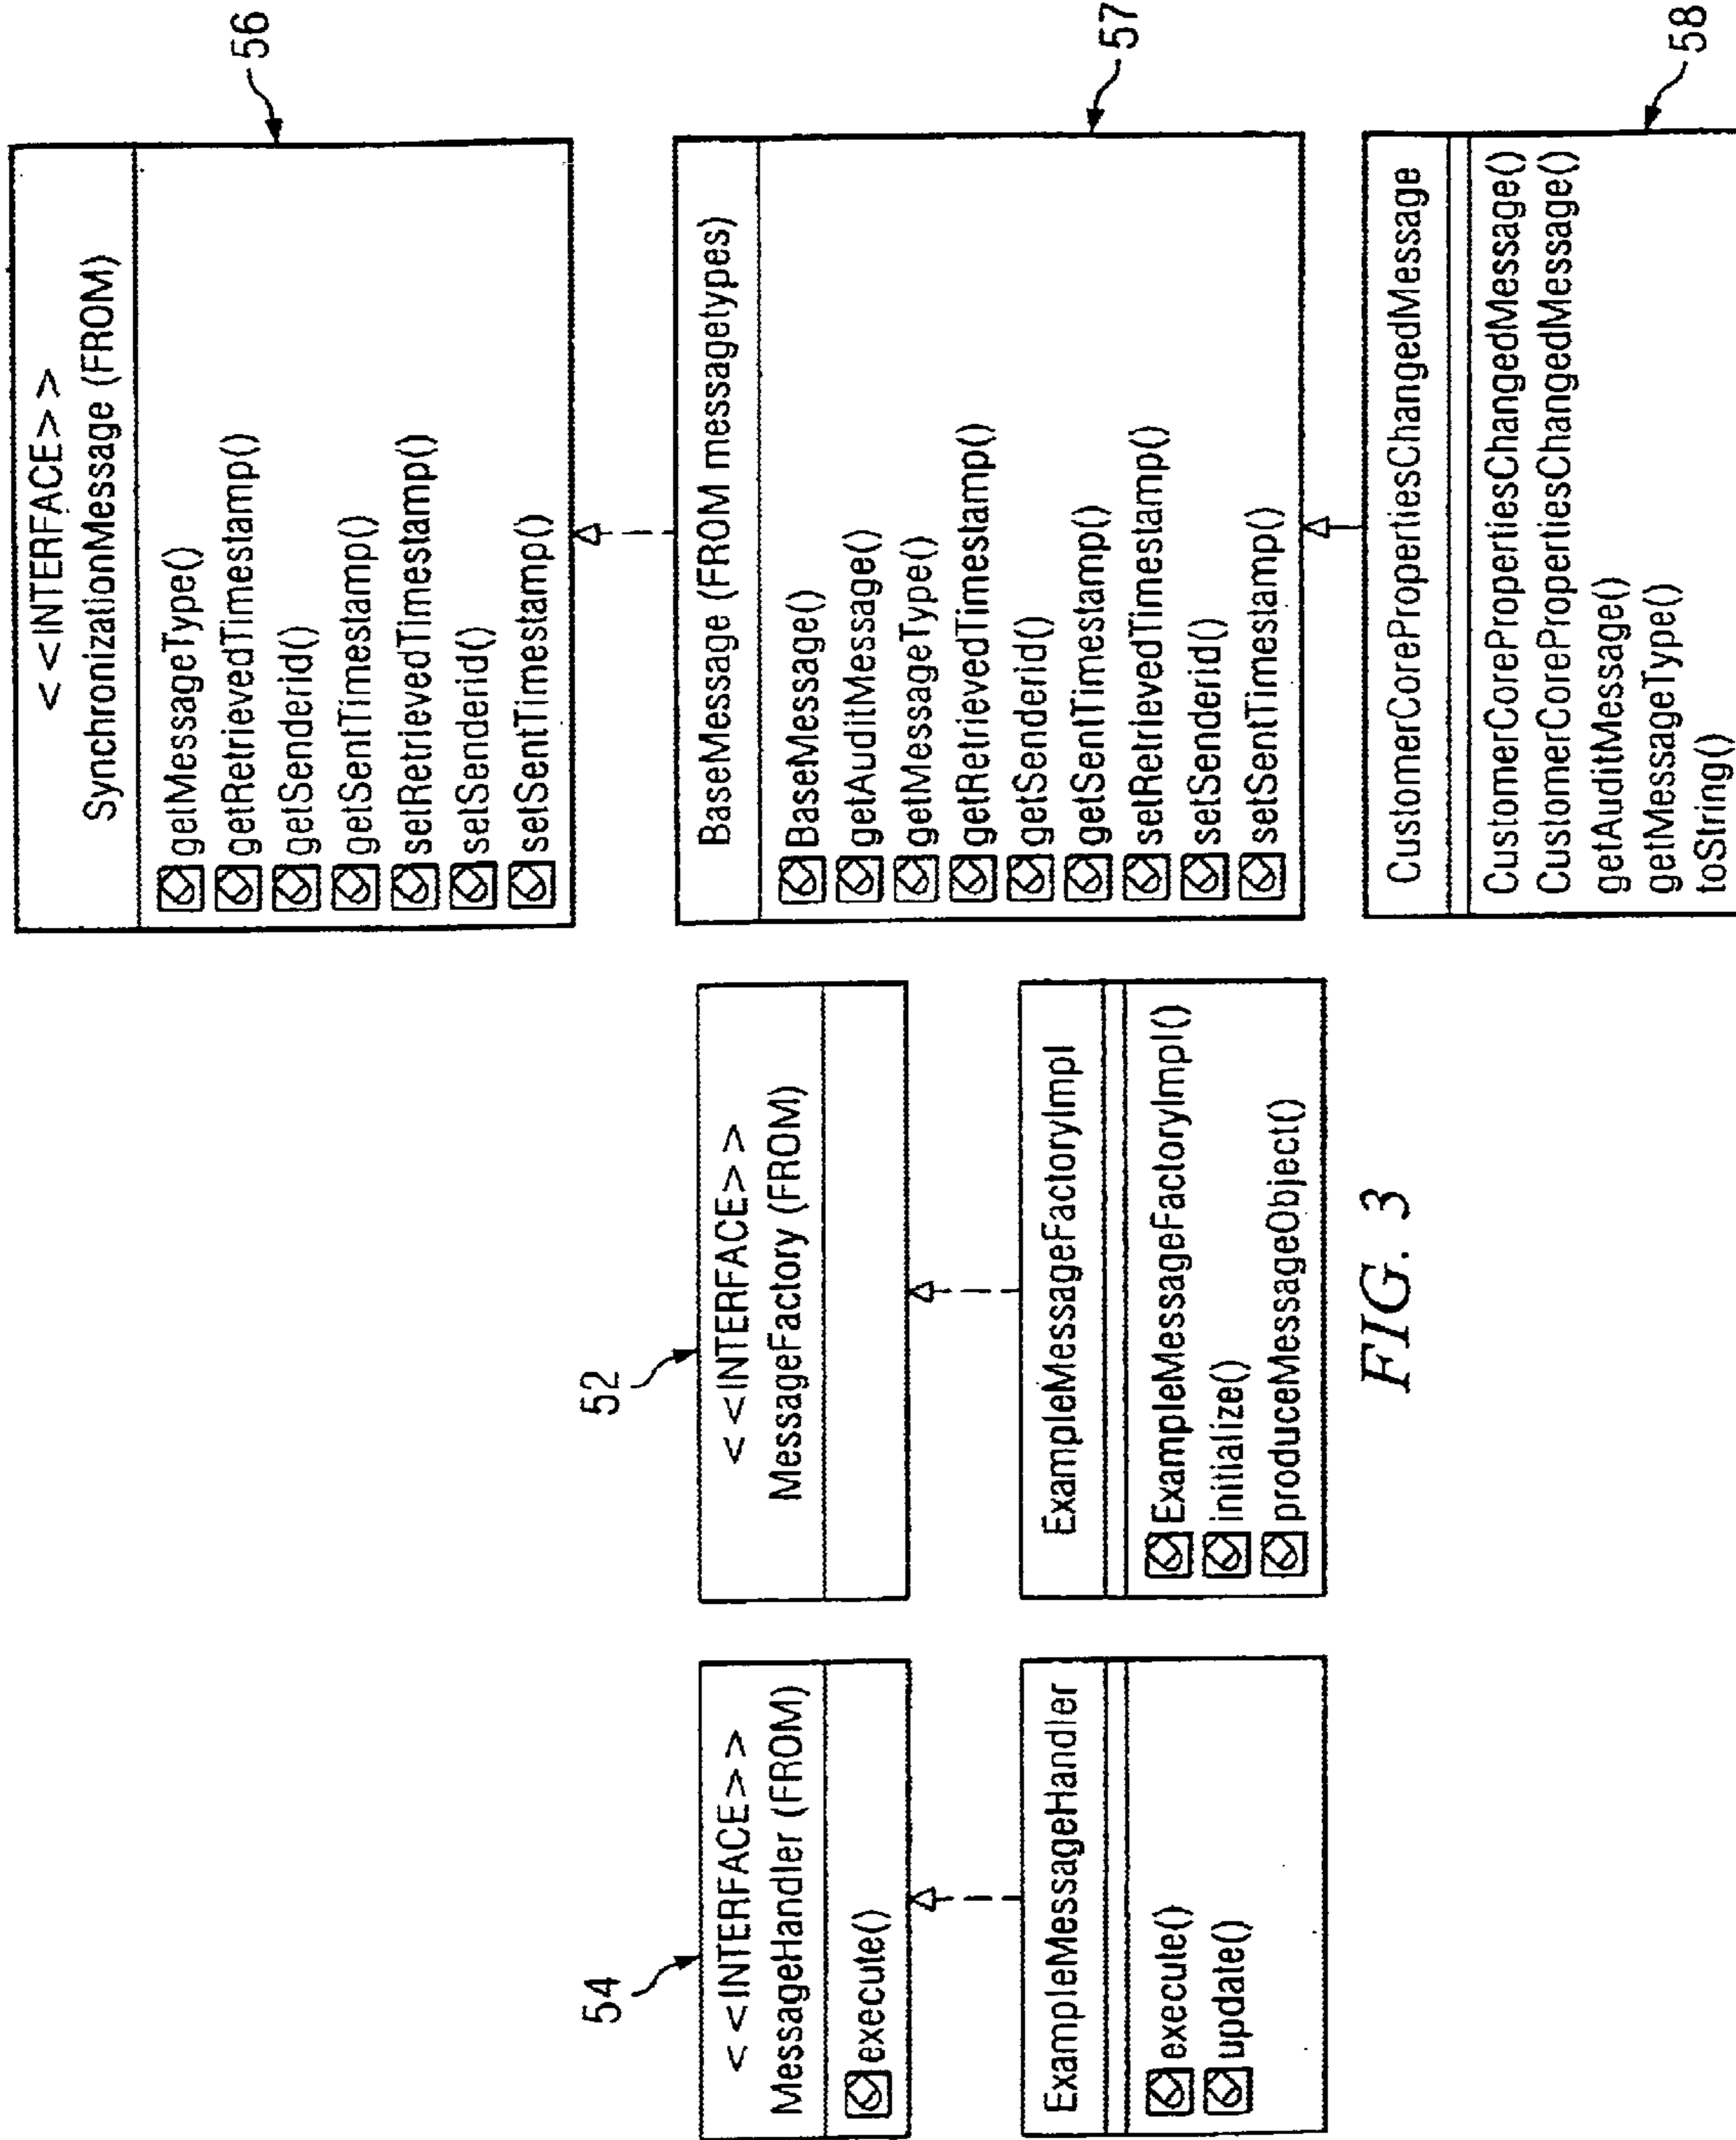 <<INTERFACE>>
SynchronizationMessage (FROM)
getMessageType()
getRetrievedTimestamp()
getSenderid()
getSentTimestamp()
setRetrievedTimestamp()
setSenderid()
setSentTimestamp()
56
54
<<INTERFACE>>
MessageHandler (FROM)
execute()
52
<<INTERFACE>>
MessageFactory (FROM)
BaseMessage (FROM messagetypes)
BaseMessage()
getAuditMessage()
getMessageType()
getRetrievedTimestamp()
getSenderid()
getSentTimestamp()
setRetrievedTimestamp()
setSenderid()
setSentTimestamp()
57
ExampleMessageHandler
execute()
update()
ExampleMessageFactoryImpl
ExampleMessageFactoryImpl()
initialize()
produceMessageObject()
CustomerCorePropertiesChangedMessage
CustomerCorePropertiesChangedMessage()
CustomerCorePropertiesChangedMessage()
getAuditMessage()
getMessageType()
toString()
58
FIG. 3